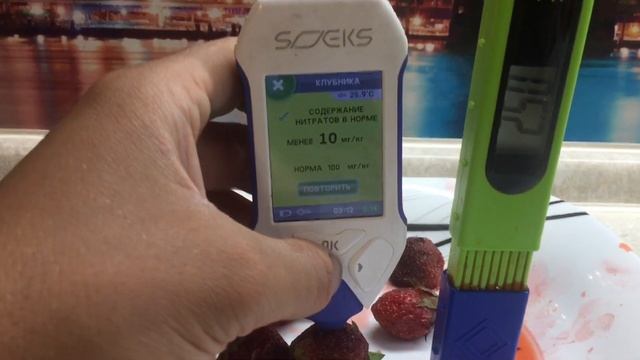 SOEKS
КЛУБНИКА
25.9°C
СОДЕРЖАНИЕ
НИТРАТОВ В НОРМЕ
МЕНЕЕ 10 мг/кг
НОРМА 100 мг/кг
ПОВТОРИТЬ
OK